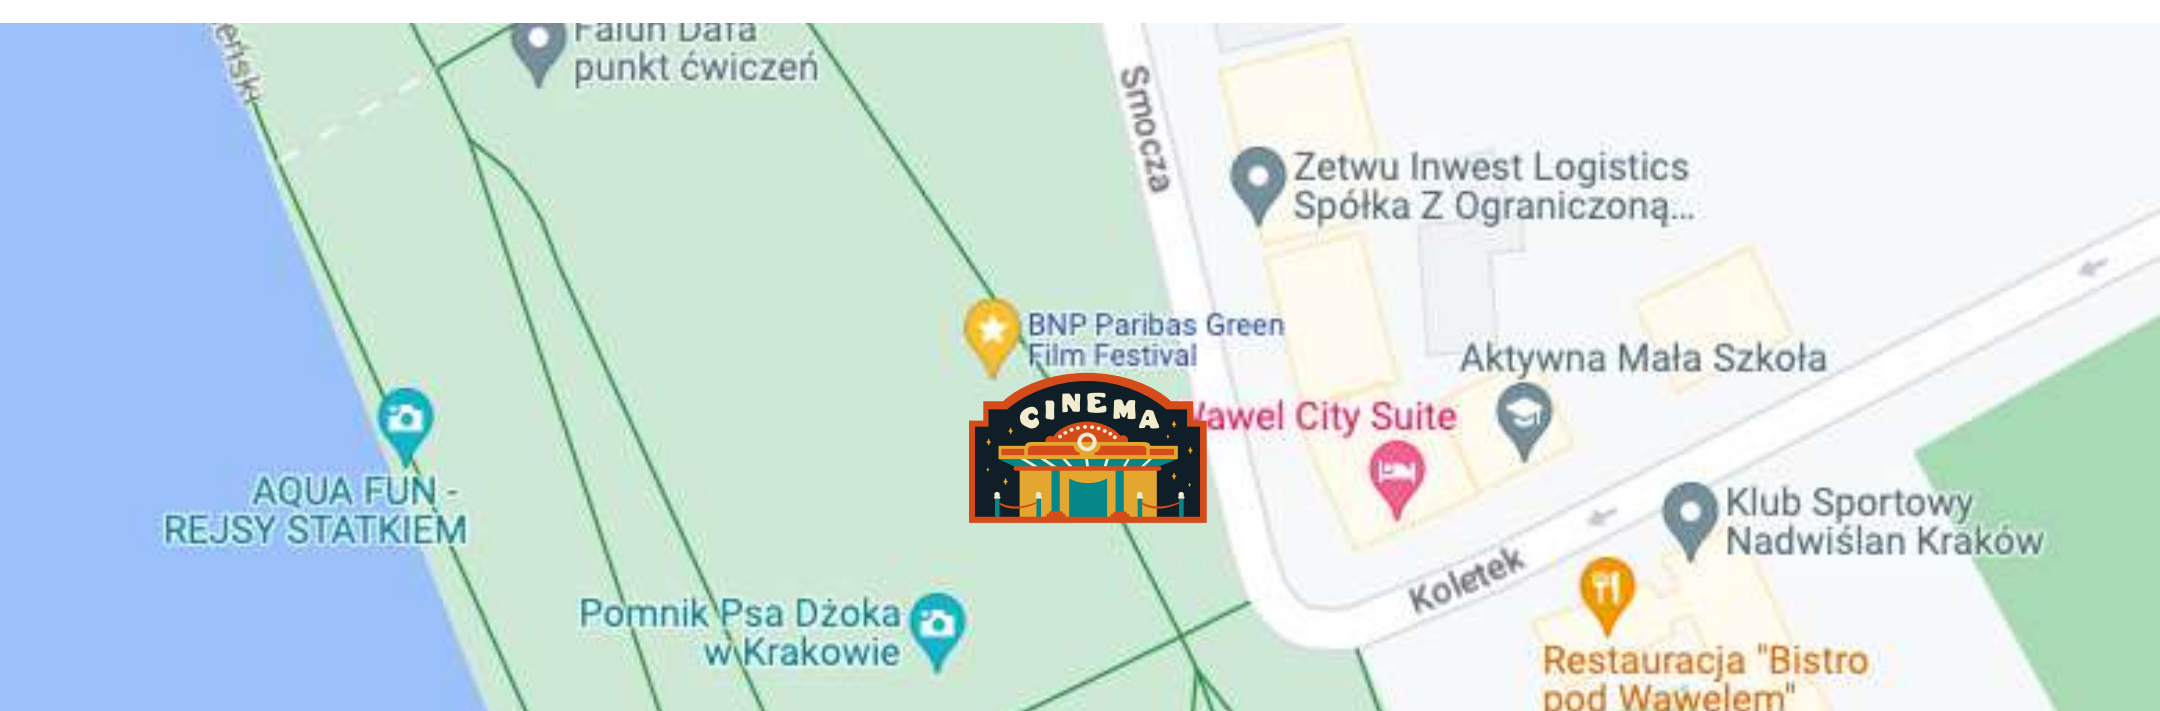 Falun Dafa
punkt ćwiczeń
Smocza
Zetwu Inwest Logistics
Spółka Z Ograniczoną...
BNP Paribas Green
Film Festival
CINEMA
Aktywna Mała Szkoła
City Suite
AQUA FUN -
REJSY STATKIEM
Klub Sportowy
Nadwiślan Kraków
Koletek
Pomnik Psa Dżoka
w Krakowie
Restauracja "Bistro
pod Wawelem"